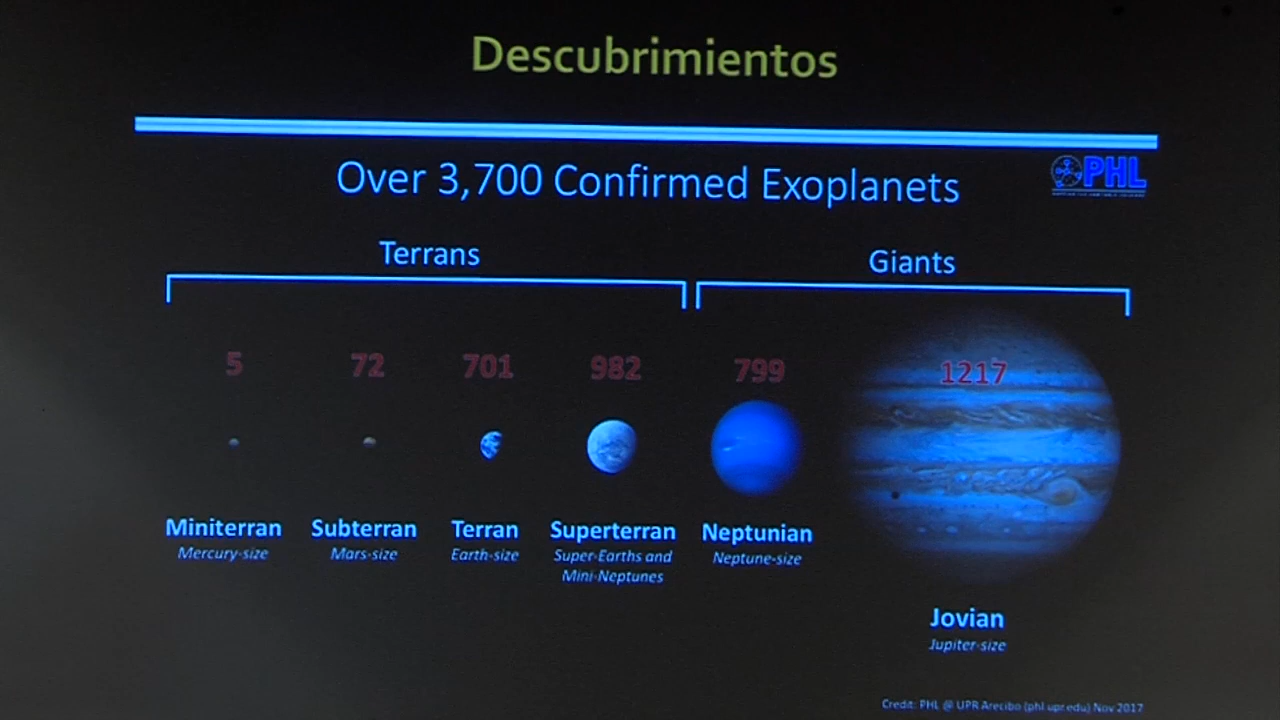 Descubrimientos
Over 3,700 Confirmed Exoplanets
PHL
Terrans
Giants
5 72 701 982 799 1217
Miniterran Subterran Terran Superterran Neptunian
Mercury-size Mars-size Earth-size Super-Earths and Neptune-size
Mini-Neptunes
Jovian
Jupiter-size
Credit: PHL @ UPR Arecibo (phl.upr.edu) Nov 2017